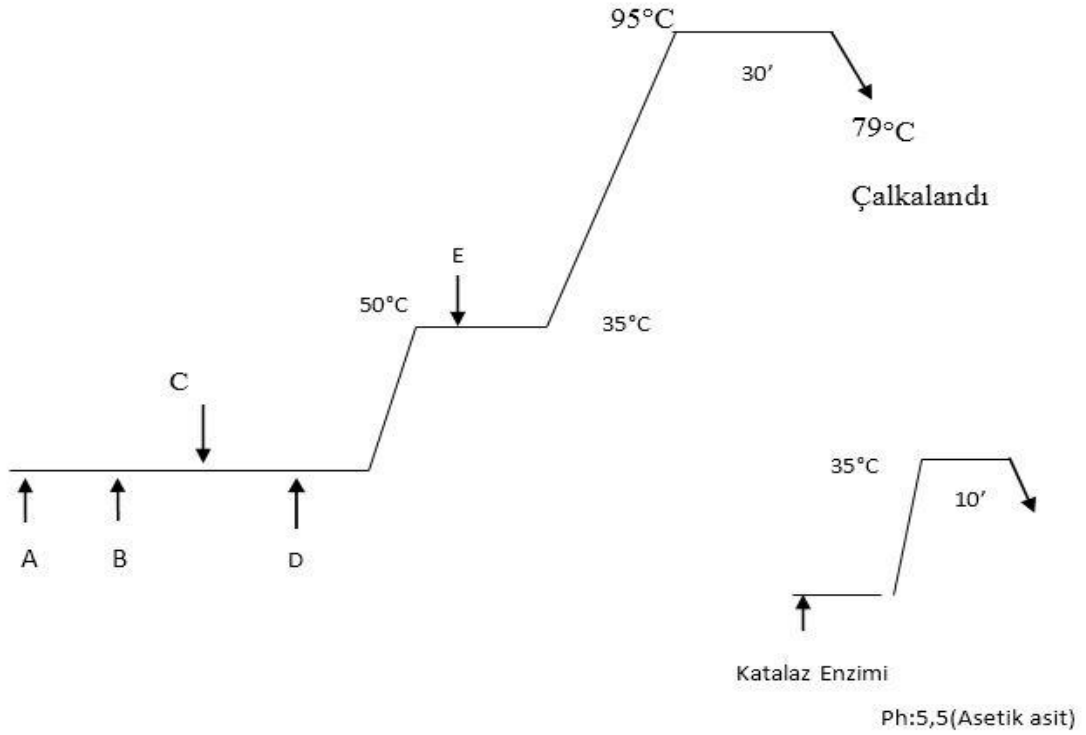 95°C
30’
79°C
Çalkalandı
E
50°C
35°C
C
A
B
D
35°C
10’
Katalaz Enzimi
Ph:5,5(Asetik asit)